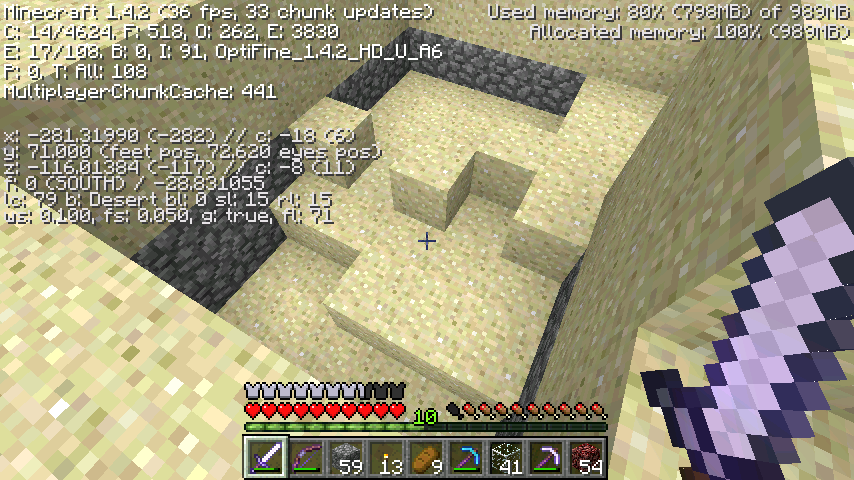 Minecraft 1.4.2 (36 fps, 33 chunk updates)
Used memory: 80% (798MB) of 989MB
C: 14/4624, F: 518, O: 262, E: 3830
Allocated memory: 100% (989MB)
E: 17/108, B: 0, I: 91, OptiFine_1.4.2_HD_U_A6
P: 0, T: All: 108
MultiplayerChunkCache: 441
x: -281.31990 (-282) // c: -18 (6)
y: 71.000 (feet pos, 72.620 eyes pos)
z: -116.01384 (-117) // c: -8 (11)
f: 0 (SOUTH) / -28.831055
lc: 79 b: Desert bl: 0 sl: 15 rl: 15
ws: 0.100, fs: 0.050, g: true, fl: 71
10
59 13 9 41 54